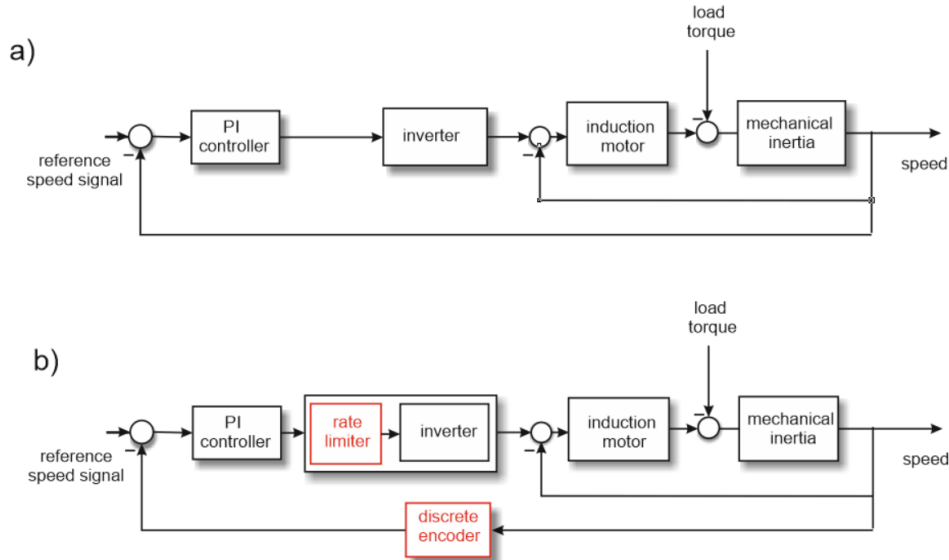 a)
load
torque
PI
controller
inverter
induction
motor
mechanical
inertia
reference
speed signal
speed
b)
load
torque
PI
controller
rate
limiter
inverter
induction
motor
mechanical
inertia
reference
speed signal
speed
discrete
encoder